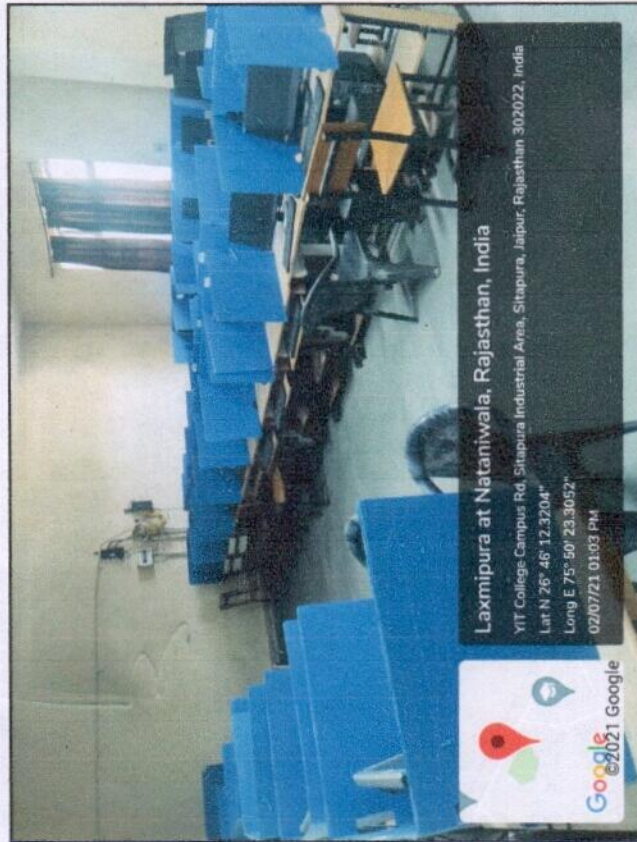 Laxmipura at Nataniwala, Rajasthan, India
YIT College Campus Rd, Sitapura Industrial Area, Sitapura, Jaipur, Rajasthan 302022, India
Lat N 26° 46' 12.3204"
Long E 75° 50' 23.3052"
02/07/21 01:03 PM
Google
©2021 Google